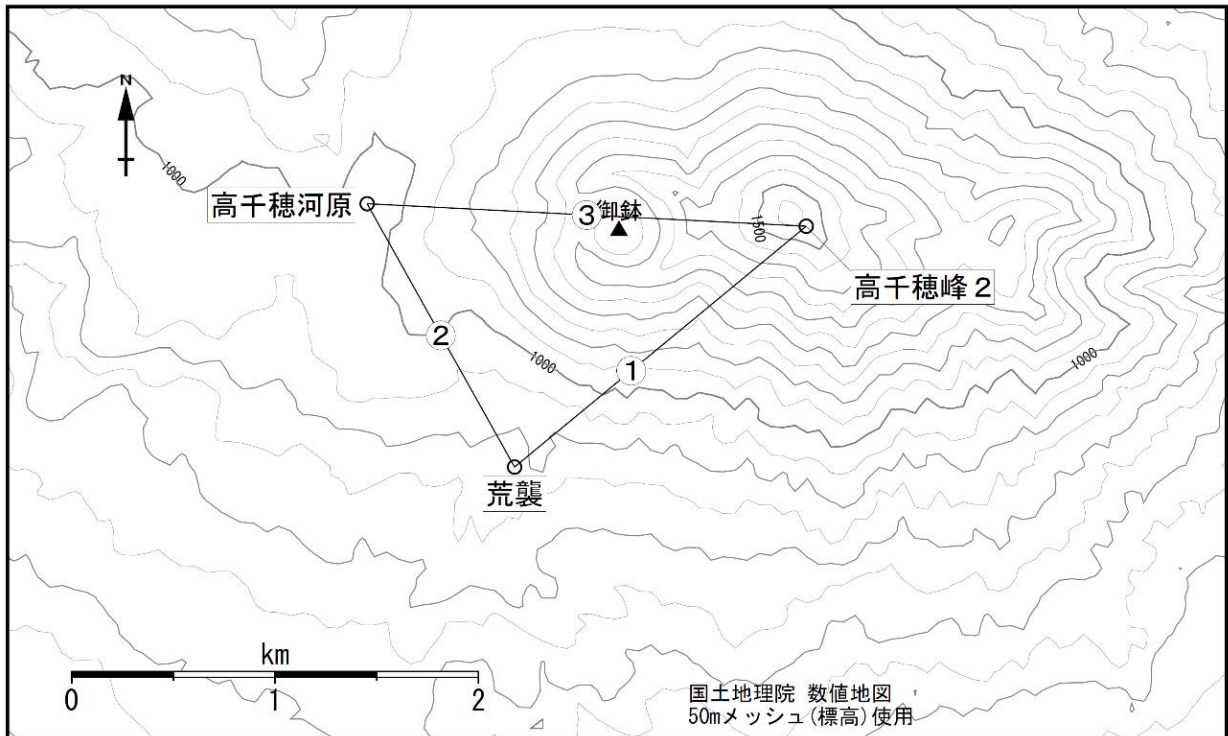 N
1000
高千穂河原
③
御鉢
1500
高千穂峰2
②
1000
①
1000
荒襲
km
0
1
2
国土地理院 数値地図
50mメッシュ(標高)使用